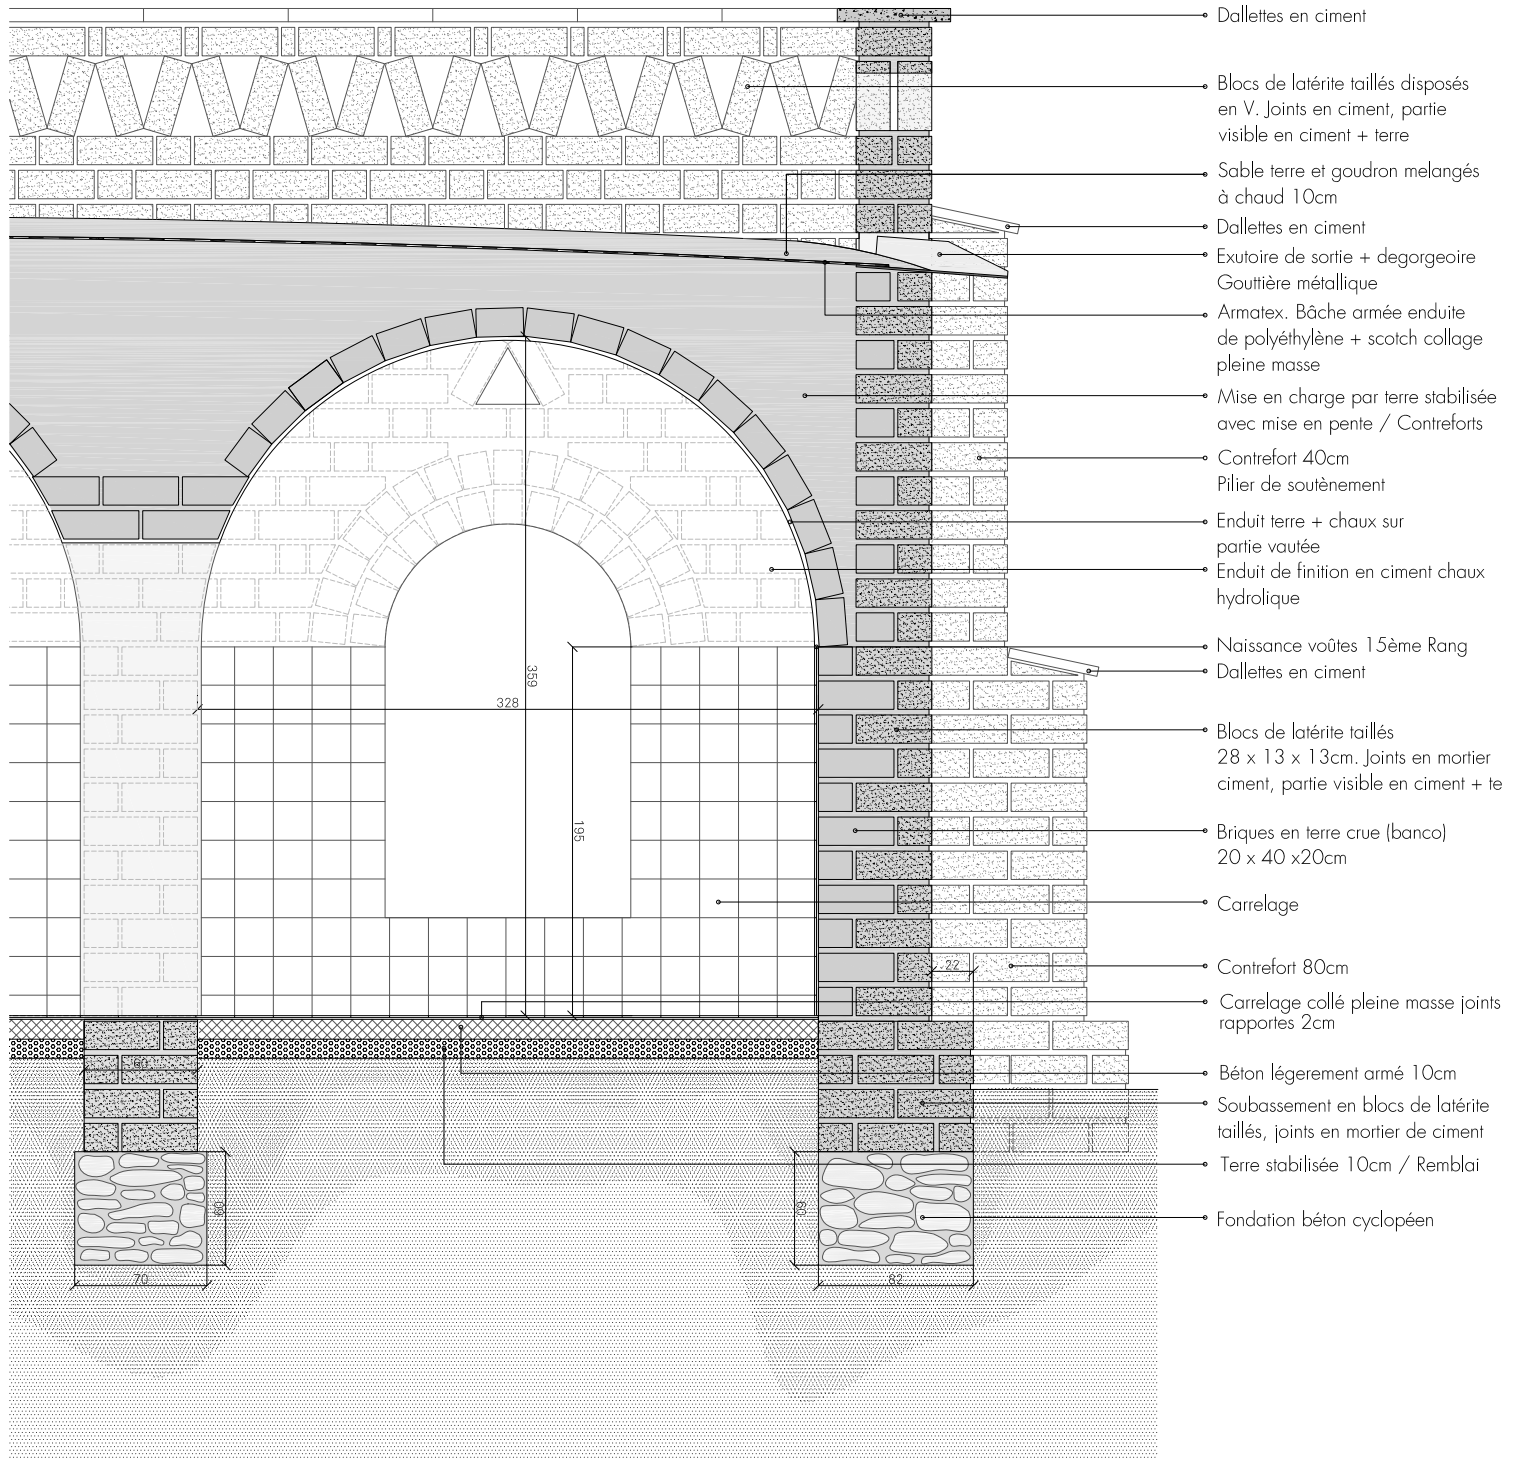 Dallettes en ciment
Blocs de latérite taillés disposés
en V. Joints en ciment, partie
visible en ciment + terre
Sable terre et goudron melangés
à chaud 10cm
Dallettes en ciment
Exutoire de sortie + degorgeoire
Gouttière métallique
Armatex. Bâche armée enduite
de polyéthylène + scotch collage
pleine masse
Mise en charge par terre stabilisée
avec mise en pente / Contreforts
Contrefort 40cm
Pilier de soutènement
Enduit terre + chaux sur
partie vautée
Enduit de finition en ciment chaux
hydrolique
Naissance voûtes 15ème Rang
Dallettes en ciment
359
328
Blocs de latérite taillés
28 x 13 x 13cm. Joints en mortier
ciment, partie visible en ciment + te
195
Briques en terre crue (banco)
20 x 40 x20cm
Carrelage
22
Contrefort 80cm
Carrelage collé pleine masse joints
rapportes 2cm
60
Béton légerement armé 10cm
Soubassement en blocs de latérite
taillés, joints en mortier de ciment
Terre stabilisée 10cm / Remblai
60
60
Fondation béton cyclopéen
70
82